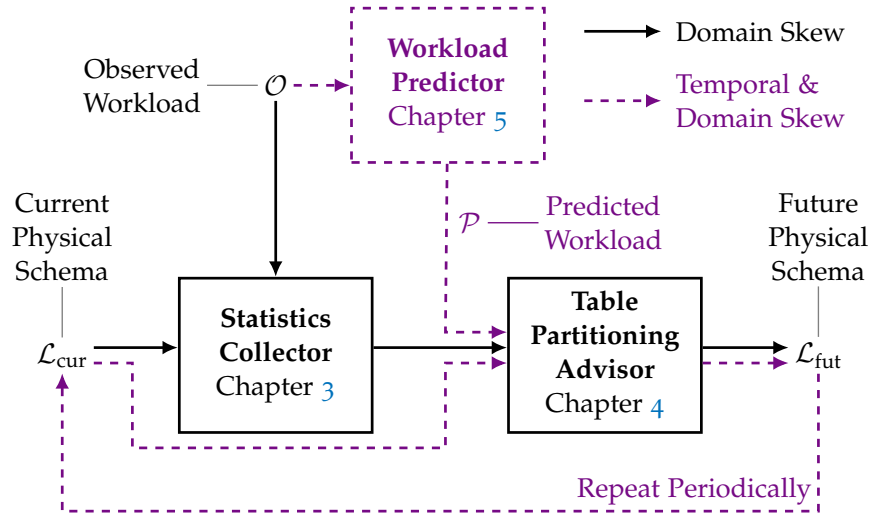 Observed
Workload
𝒪
Workload
Predictor
Chapter 5
Domain Skew
Temporal &
Domain Skew
𝒫
Predicted
Workload
Current
Physical
Schema
ℒcur
Statistics
Collector
Chapter 3
Table
Partitioning
Advisor
Chapter 4
Future
Physical
Schema
ℒfut
Repeat Periodically